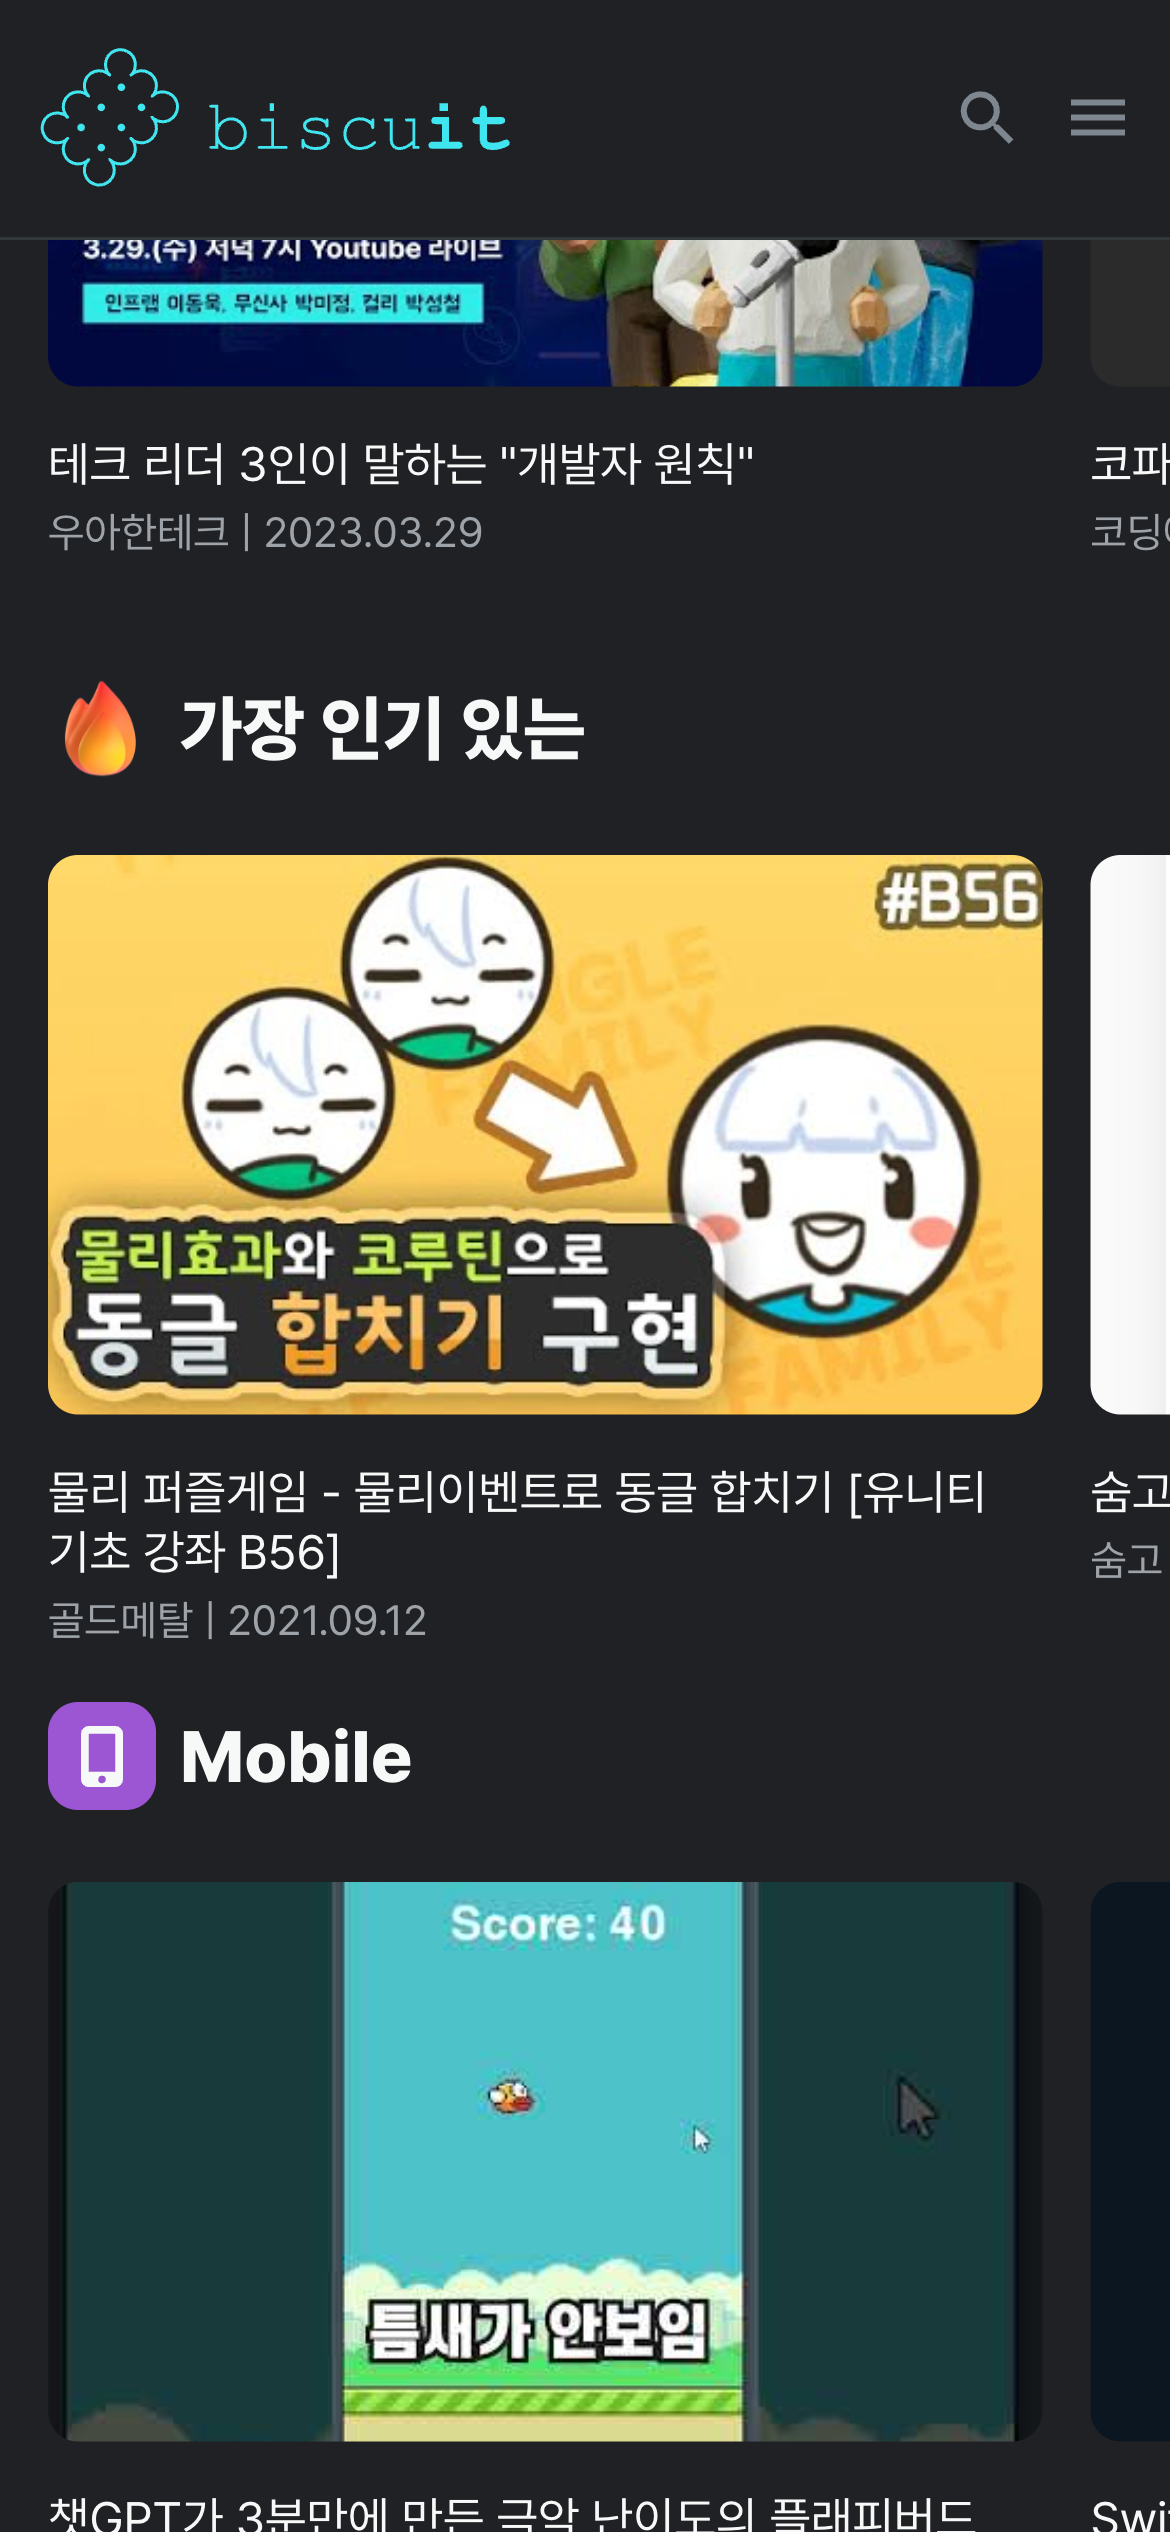 biscuit
3.29.(수) 저녁 7시 Youtube 라이브
인프랩 이동욱, 무신사 박미정, 컬리 박성철
테크 리더 3인이 말하는 "개발자 원칙"
우아한테크 | 2023.03.29
코파
코딩
가장 인기 있는
#B56
물리효과와 코루틴으로
동글 합치기 구현
물리 퍼즐게임 - 물리이벤트로 동글 합치기 [유니티
기초 강좌 B56]
골드메탈 | 2021.09.12
숨고
숨고
Mobile
Score: 40
틈새가 안보임
챗GPT가 3분만에 만든 극악 난이도의 플래피버드
Swi